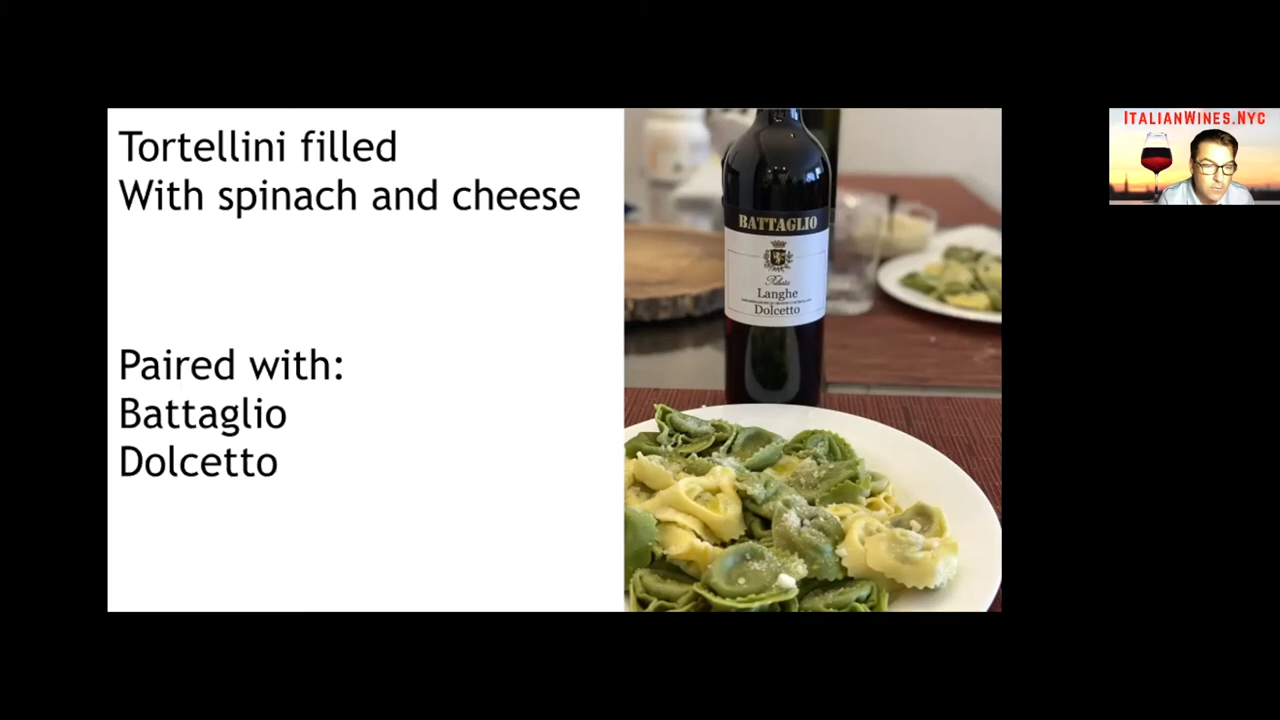 Tortellini filled
With spinach and cheese
Paired with:
Battaglio
Dolcetto
BATTAGLIO
Langhe
Dolcetto
ITALIANWINES.NYC